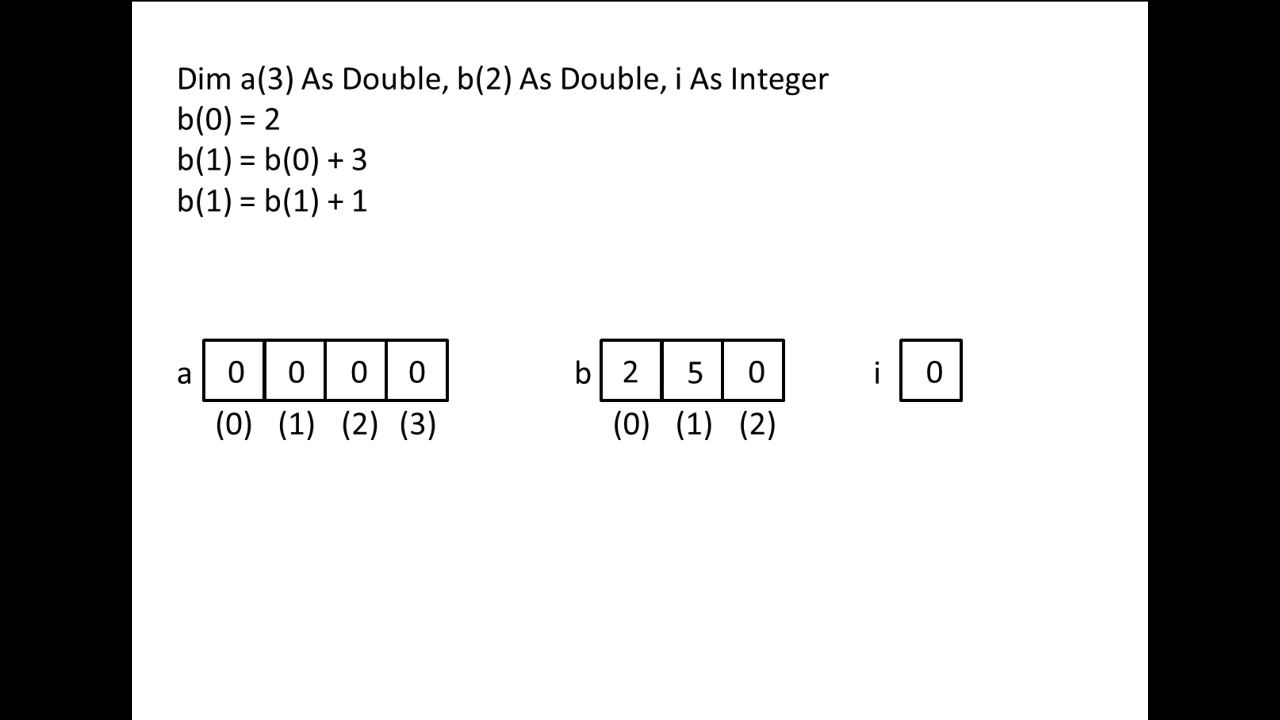 Dim a(3) As Double, b(2) As Double, i As Integer
b(0) = 2
b(1) = b(0) + 3
b(1) = b(1) + 1
a 0 0 0 0 b 2 5 0 i 0
(0) (1) (2) (3) (0) (1) (2)